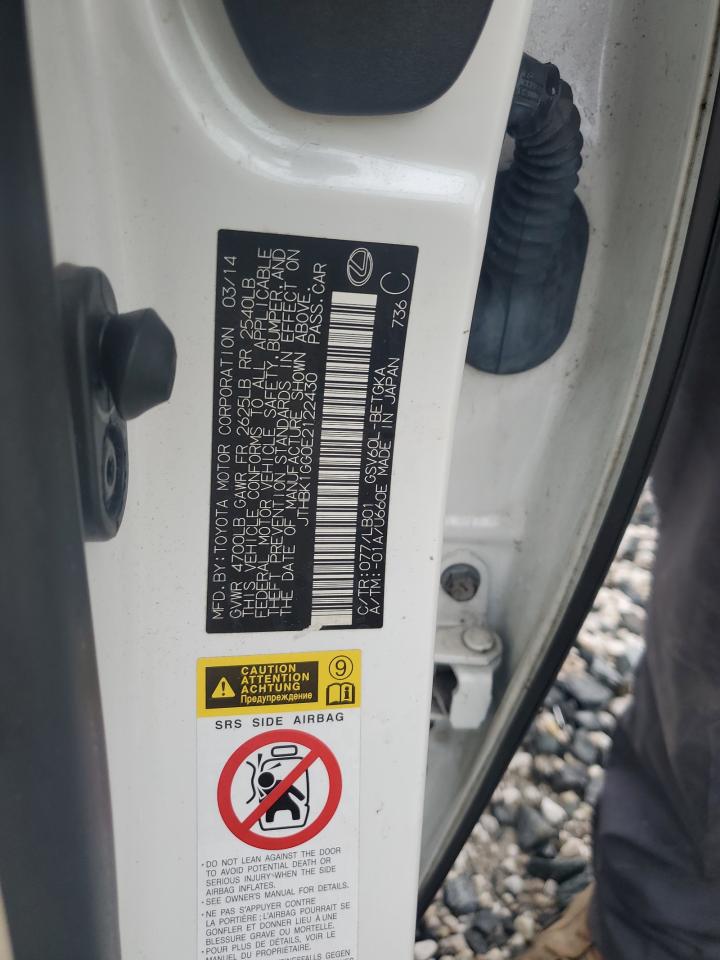 MFD. BY: TOYOTA MOTOR CORPORATION 03/14
GVWR 4700LB GAWR FR 2625LB RR 2540LB
THIS VEHICLE CONFORMS TO ALL APPLICABLE
FEDERAL MOTOR VEHICLE SAFETY, BUMPER, AND
THEFT PREVENTION STANDARDS IN EFFECT ON
THE DATE OF MANUFACTURE SHOWN ABOVE.
JTHBK1GG0E2122430 PASS. CAR
C/TR: 077/LB01 GSV60L-BETGKA
A/TM: -01A/U660E MADE IN JAPAN 736 C
CAUTION
ATTENTION
ACHTUNG
Предупреждение
9
i
SRS SIDE AIRBAG
• DO NOT LEAN AGAINST THE DOOR
TO AVOID POTENTIAL DEATH OR
SERIOUS INJURY WHEN THE SIDE
AIRBAG INFLATES.
• SEE OWNER'S MANUAL FOR DETAILS.
• NE PAS S'APPUYER CONTRE
LA PORTIÈRE ; L'AIRBAG POURRAIT SE
GONFLER ET DONNER LIEU À UNE
BLESSURE GRAVE OU MORTELLE.
• POUR PLUS DE DÉTAILS, VOIR LE
MANUEL DU PROPRIÉTAIRE.